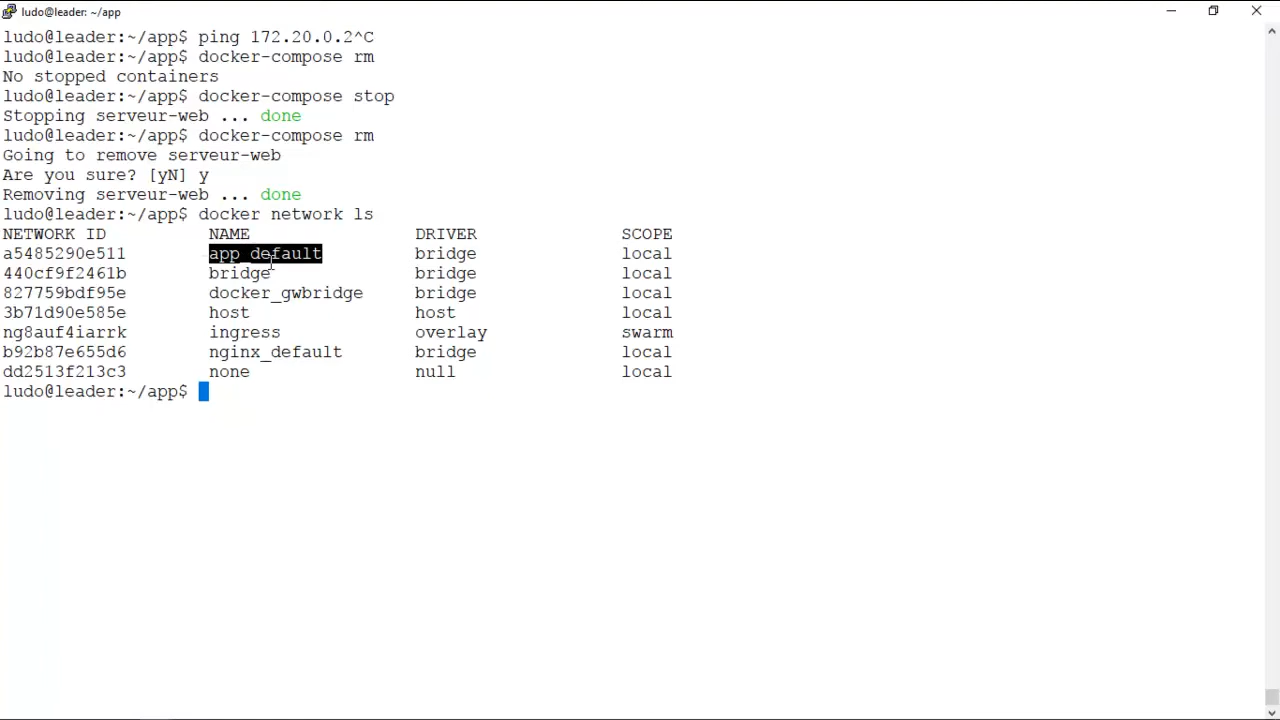 ludo@leader: ~/app
ludo@leader:~/app$ ping 172.20.0.2^C
ludo@leader:~/app$ docker-compose rm
No stopped containers
ludo@leader:~/app$ docker-compose stop
Stopping serveur-web ... done
ludo@leader:~/app$ docker-compose rm
Going to remove serveur-web
Are you sure? [yN] y
Removing serveur-web ... done
ludo@leader:~/app$ docker network ls
NETWORK ID NAME DRIVER SCOPE
a5485290e511 app_default bridge local
440cf9f2461b bridge bridge local
827759bdf95e docker_gwbridge bridge local
3b71d90e585e host host local
ng8auf4iarrk ingress overlay swarm
b92b87e655d6 nginx_default bridge local
dd2513f213c3 none null local
ludo@leader:~/app$